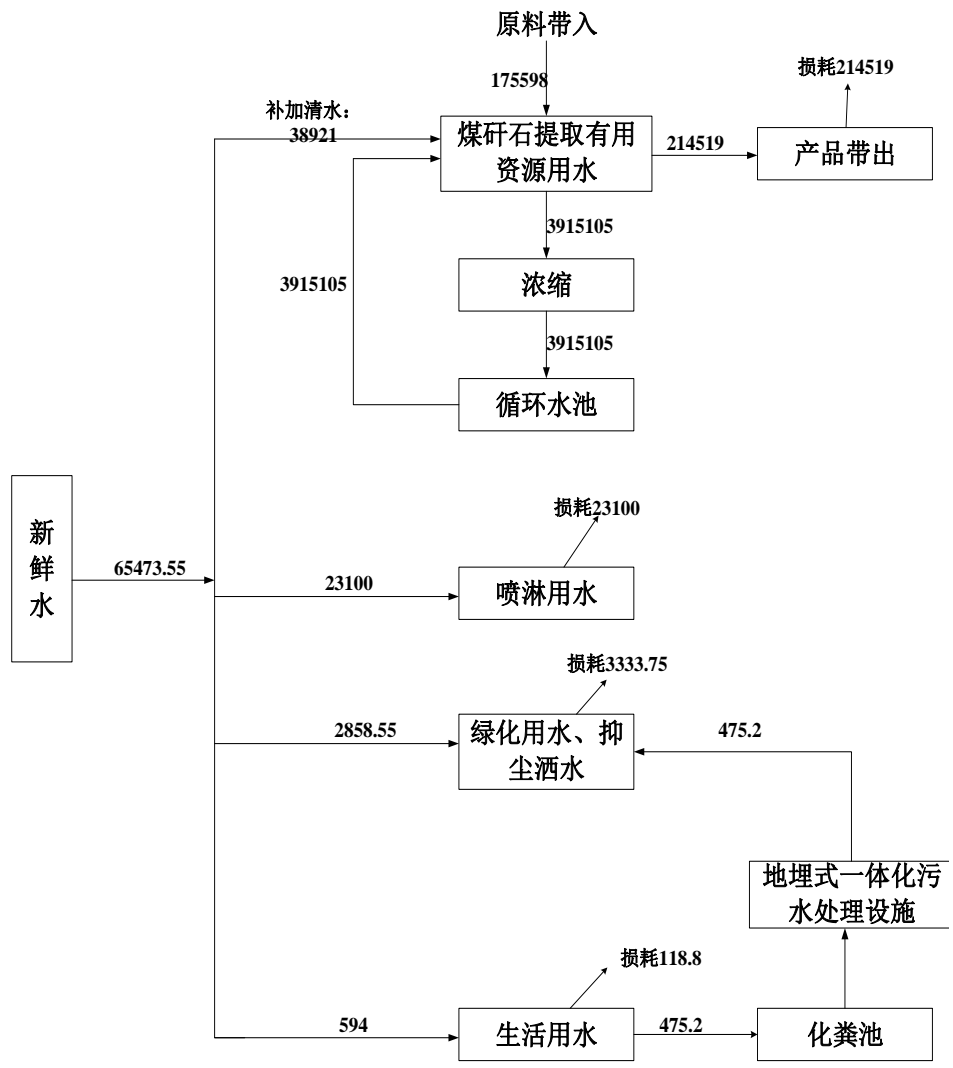 原料带入
175598
损耗214519
补加清水：
38921
煤矸石提取有用
资源用水
214519
产品带出
3915105
3915105
浓缩
3915105
循环水池
新
鲜
水
65473.55
损耗23100
23100
喷淋用水
损耗3333.75
2858.55
绿化用水、抑
尘洒水
475.2
地埋式一体化污
水处理设施
损耗118.8
594
生活用水
475.2
化粪池